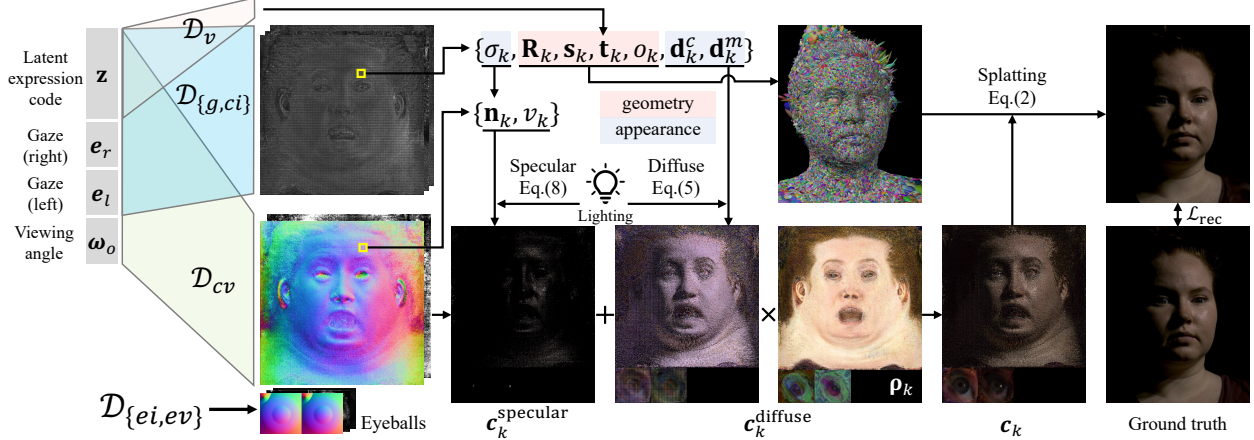 Latent
expression
code
z
Gaze
(right)
e_r
Gaze
(left)
e_l
Viewing
angle
ω_o
D_v
D_{g,ci}
D_{cv}
D_{ei,ev}
Eyeballs
{σ_k, R_k, s_k, t_k, o_k, d_k^c, d_k^m}
{n_k, v_k}
geometry
appearance
Specular
Eq.(8)
Lighting
Diffuse
Eq.(5)
Splatting
Eq.(2)
L_rec
+
×
ρ_k
c_k^specular
c_k^diffuse
c_k
Ground truth